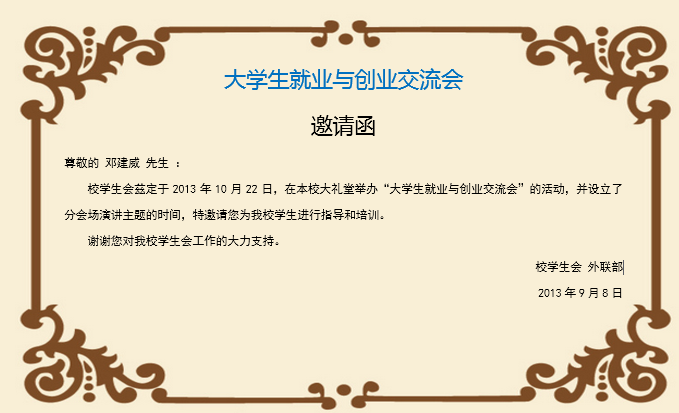 大学生就业与创业交流会
邀请函
尊敬的 邓建威 先生 ：
校学生会兹定于 2013 年 10 月 22 日，在本校大礼堂举办“大学生就业与创业交流会”的活动，并设立了
分会场演讲主题的时间，特邀请您为我校学生进行指导和培训。
谢谢您对我校学生会工作的大力支持。
校学生会 外联部
2013 年 9 月 8 日